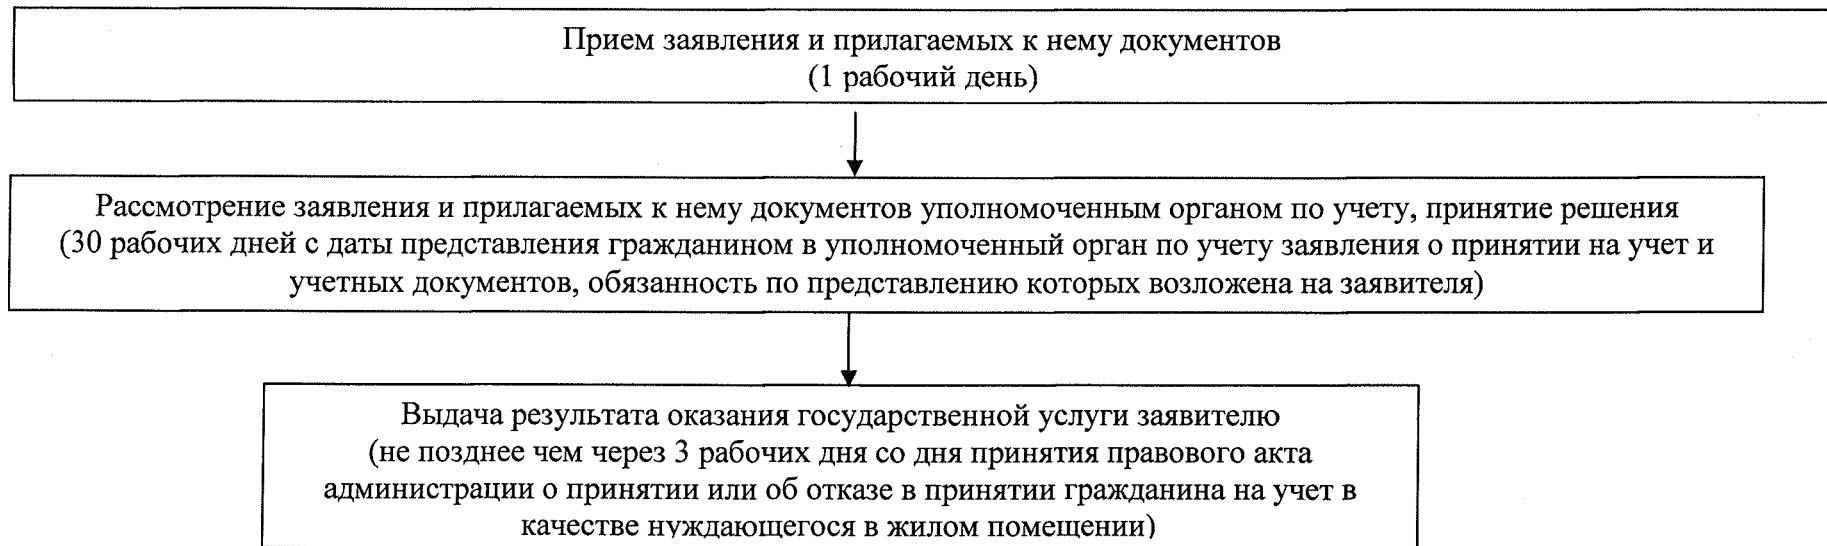 Прием заявления и прилагаемых к нему документов
(1 рабочий день)
Рассмотрение заявления и прилагаемых к нему документов уполномоченным органом по учету, принятие решения
(30 рабочих дней с даты представления гражданином в уполномоченный орган по учету заявления о принятии на учет и
учетных документов, обязанность по представлению которых возложена на заявителя)
Выдача результата оказания государственной услуги заявителю
(не позднее чем через 3 рабочих дня со дня принятия правового акта
администрации о принятии или об отказе в принятии гражданина на учет в
качестве нуждающегося в жилом помещении)